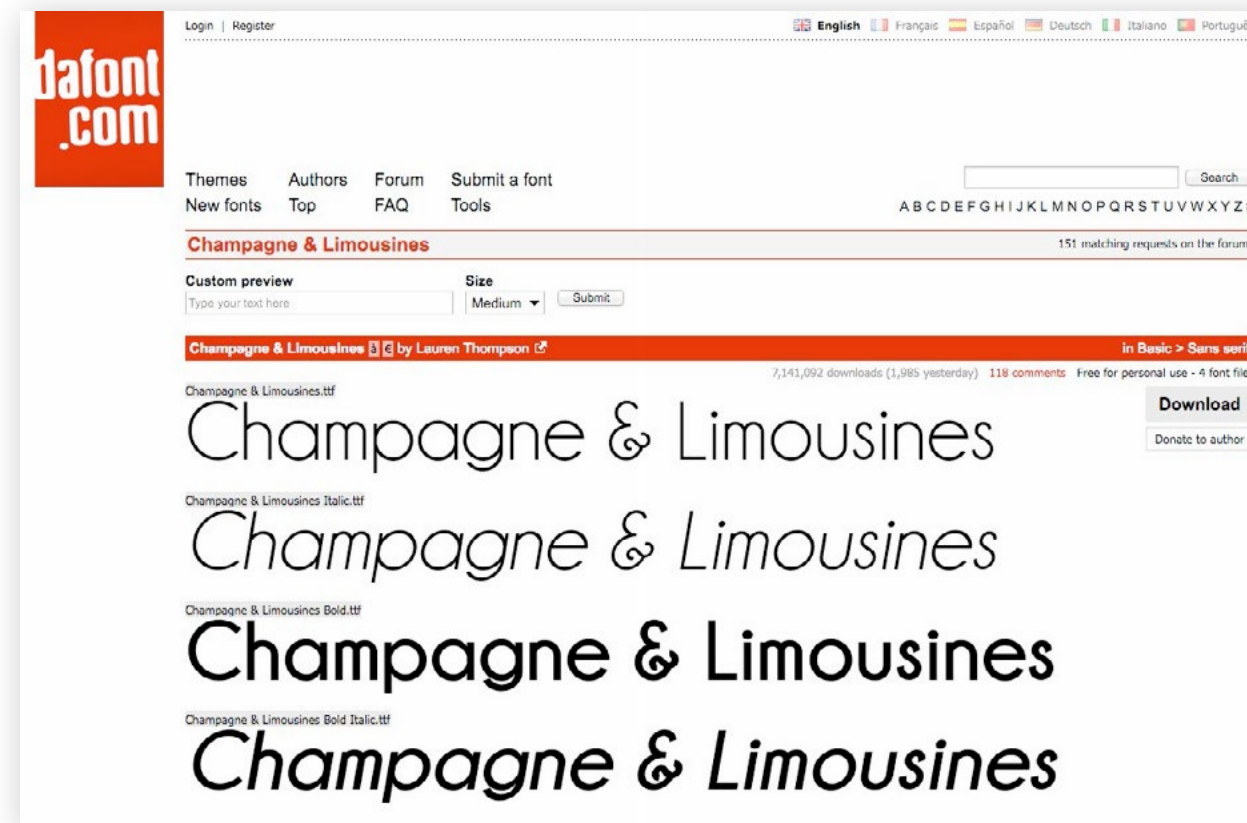 Login | Register
English Français Español Deutsch Italiano Portuguê
dafont
.com
Themes Authors Forum Submit a font
Search
New fonts Top FAQ Tools
A B C D E F G H I J K L M N O P Q R S T U V W X Y Z
Champagne & Limousines
151 matching requests on the forum
Custom preview Size
Type your text here Medium Submit
Champagne & Limousines à € by Lauren Thompson in Basic > Sans seri
7,141,092 downloads (1,985 yesterday) 118 comments Free for personal use - 4 font file
Champagne & Limousines.ttf
Download
Champagne & Limousines
Donate to author
Champagne & Limousines Italic.ttf
Champagne & Limousines
Champagne & Limousines Bold.ttf
Champagne & Limousines
Champagne & Limousines Bold Italic.ttf
Champagne & Limousines